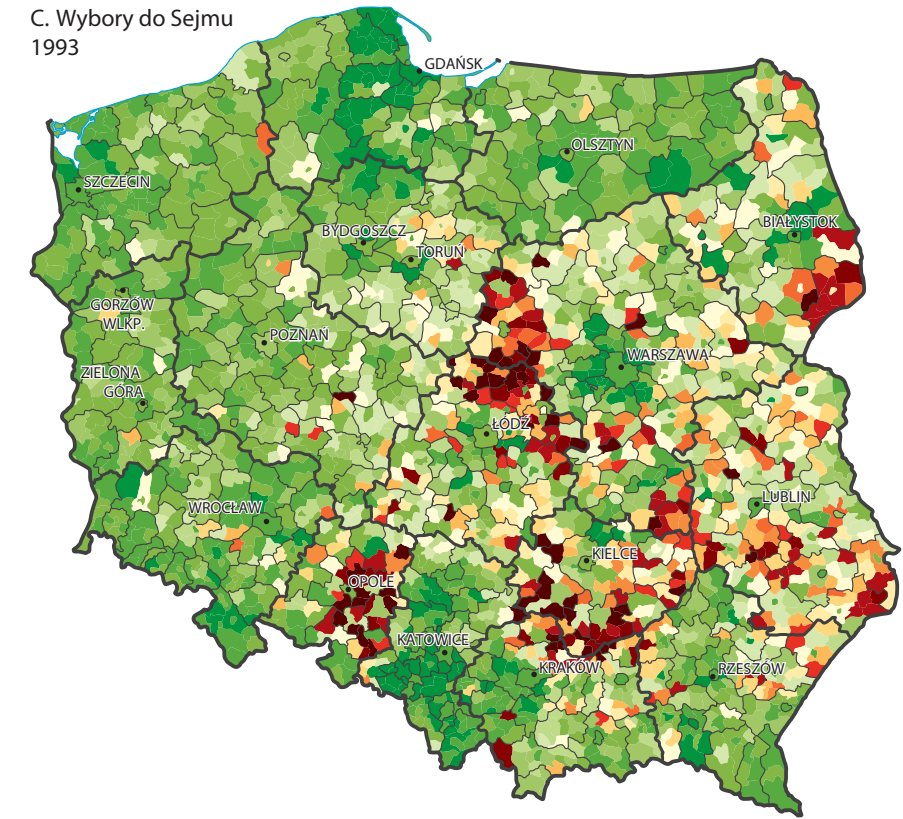 C. Wybory do Sejmu
1993
GDAŃSK
OLSZTYN
SZCZECIN
BIAŁYSTOK
BYDGOSZCZ
TORUŃ
GORZÓW
WLKP.
POZNAŃ
WARSZAWA
ZIELONA
GÓRA
ŁÓDŹ
LUBLIN
WROCŁAW
KIELCE
OPOLE
KATOWICE
KRAKÓW
RZESZÓW